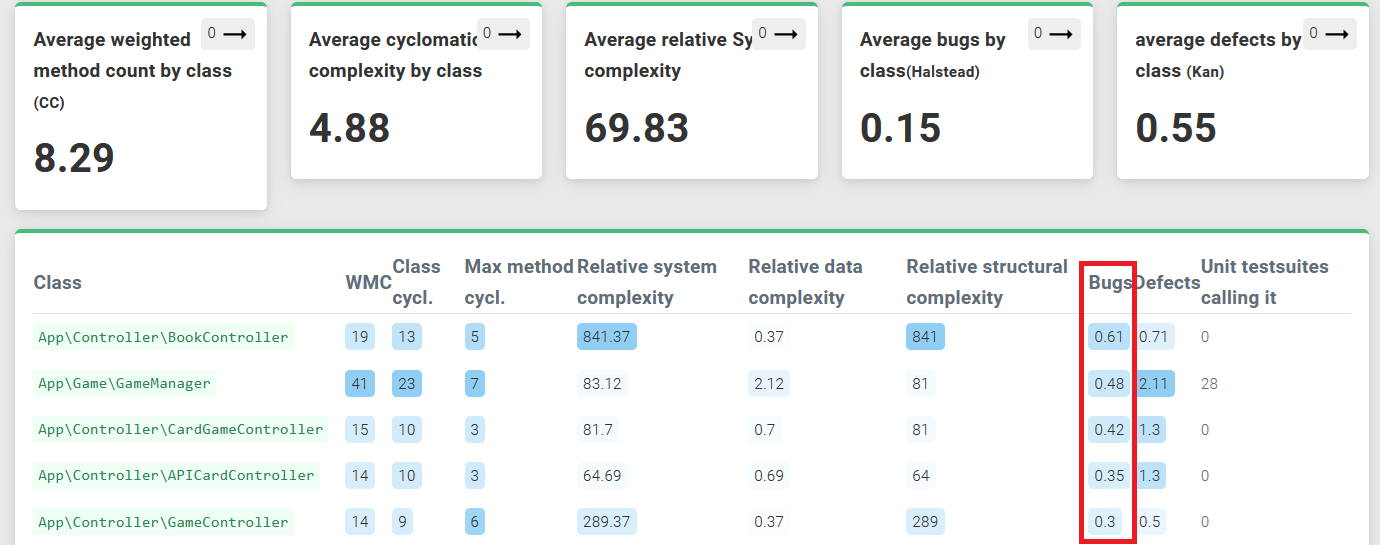 Average weighted 0
method count by class
(CC)
8.29
Average cyclomatic 0
complexity by class
4.88
Average relative Sy 0
complexity
69.83
Average bugs by 0
class(Halstead)
0.15
average defects by 0
class (Kan)
0.55
Class WMC Class cycl. Max method cycl. Relative system complexity Relative data complexity Relative structural complexity Bugs Defects Unit testsuites calling it
App\Controller\BookController 19 13 5 841.37 0.37 841 0.61 0.71 0
App\Game\GameManager 41 23 7 83.12 2.12 81 0.48 2.11 28
App\Controller\CardGameController 15 10 3 81.7 0.7 81 0.42 1.3 0
App\Controller\APICardController 14 10 3 64.69 0.69 64 0.35 1.3 0
App\Controller\GameController 14 9 6 289.37 0.37 289 0.3 0.5 0